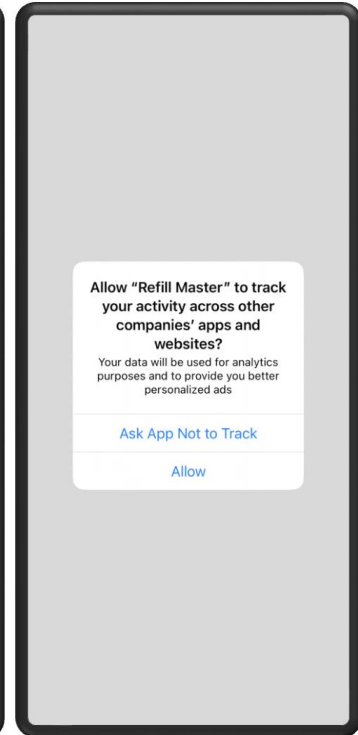 Allow “Refill Master” to track
your activity across other
companies’ apps and
websites?
Your data will be used for analytics
purposes and to provide you better
personalized ads
Ask App Not to Track
Allow